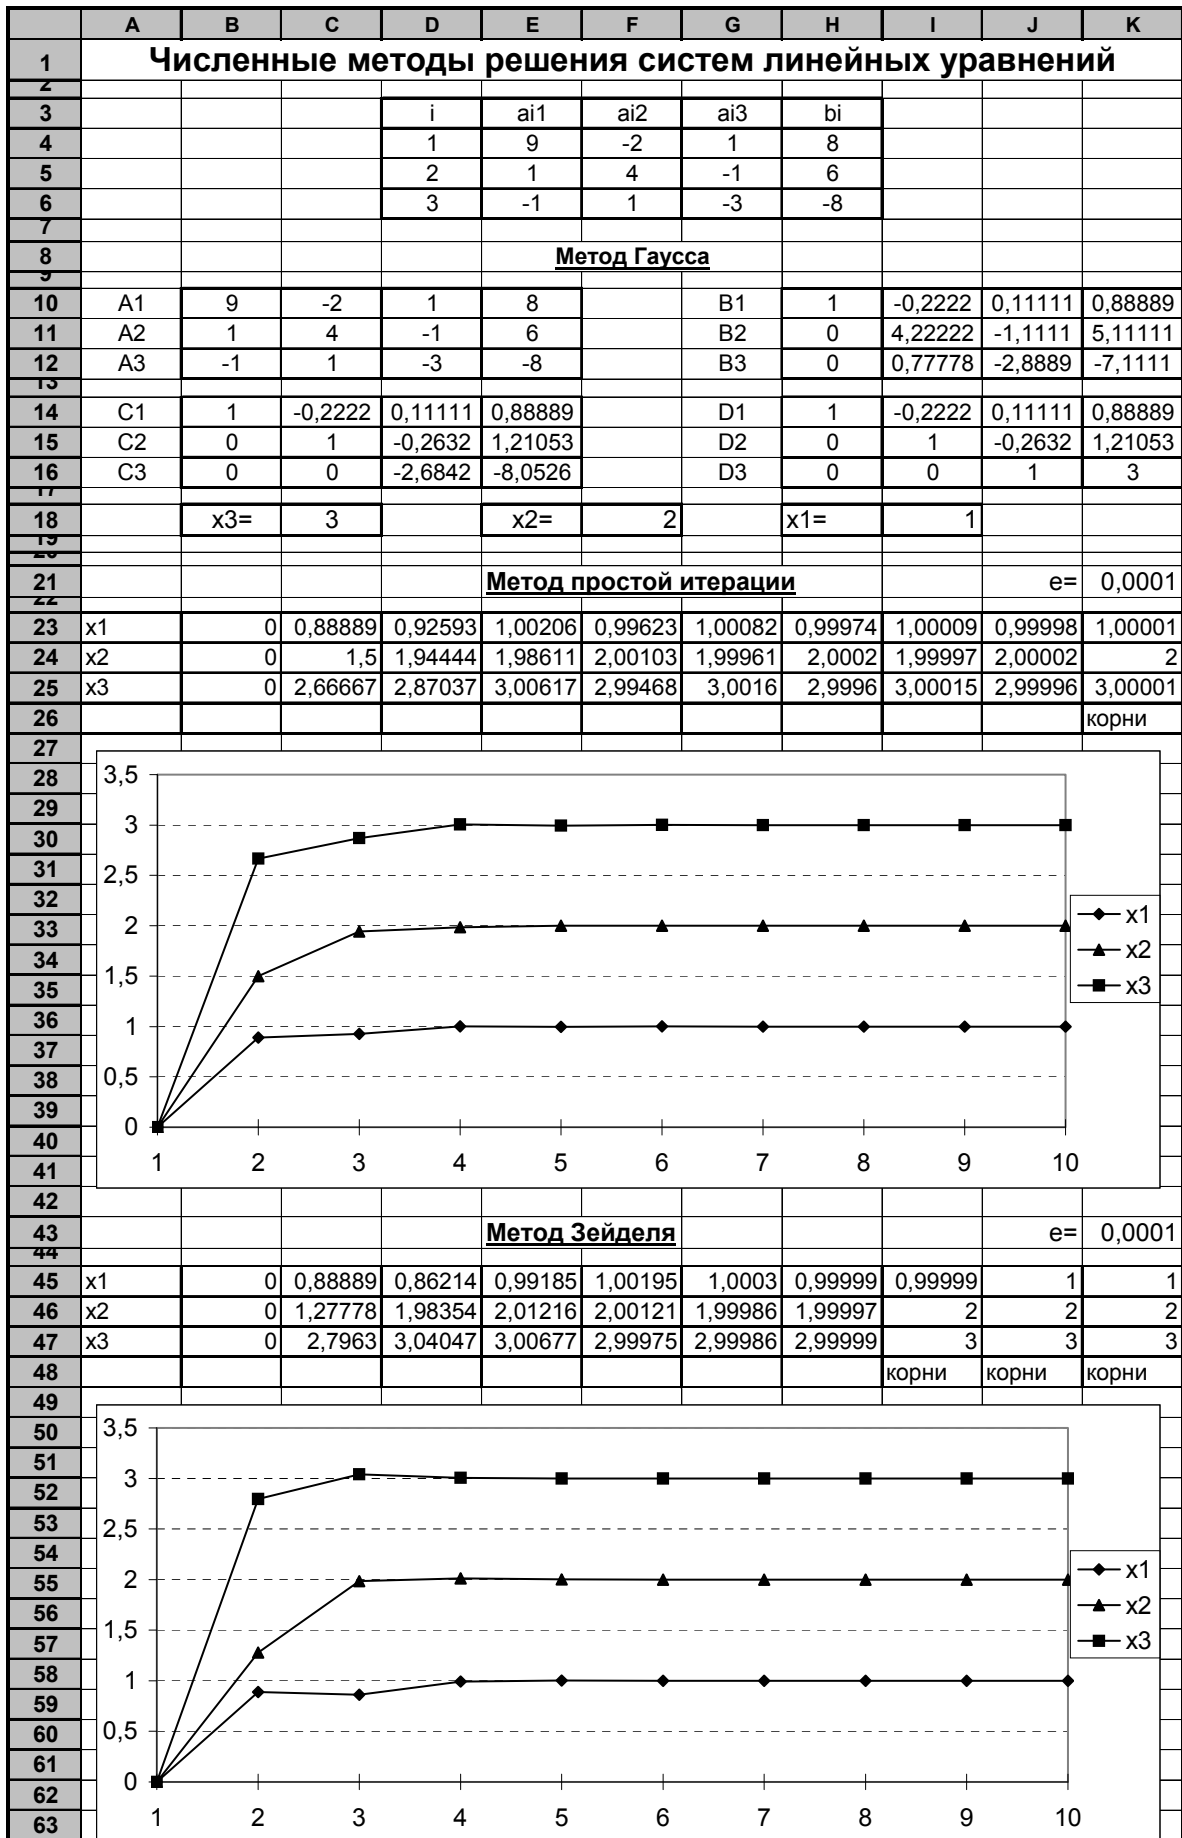 A B C D E F G H I J K
1 Численные методы решения систем линейных уравнений
2
3 i ai1 ai2 ai3 bi
4 1 9 -2 1 8
5 2 1 4 -1 6
6 3 -1 1 -3 -8
7
8 Метод Гаусса
9
10 A1 9 -2 1 8 B1 1 -0,2222 0,11111 0,88889
11 A2 1 4 -1 6 B2 0 4,22222 -1,1111 5,11111
12 A3 -1 1 -3 -8 B3 0 0,77778 -2,8889 -7,1111
13
14 C1 1 -0,2222 0,11111 0,88889 D1 1 -0,2222 0,11111 0,88889
15 C2 0 1 -0,2632 1,21053 D2 0 1 -0,2632 1,21053
16 C3 0 0 -2,6842 -8,0526 D3 0 0 1 3
17
18 x3= 3 x2= 2 x1= 1
19
20
21 Метод простой итерации e= 0,0001
22
23 x1 0 0,88889 0,92593 1,00206 0,99623 1,00082 0,99974 1,00009 0,99998 1,00001
24 x2 0 1,5 1,94444 1,98611 2,00103 1,99961 2,0002 1,99997 2,00002 2
25 x3 0 2,66667 2,87037 3,00617 2,99468 3,0016 2,9996 3,00015 2,99996 3,00001
26 корни
27
28 3,5
29
30 3
31 2,5
32
33 2 x1
34 x2
35 1,5 x3
36 1
37
38 0,5
39
40 0
41 1 2 3 4 5 6 7 8 9 10
42
43 Метод Зейделя e= 0,0001
44
45 x1 0 0,88889 0,86214 0,99185 1,00195 1,0003 0,99999 0,99999 1 1
46 x2 0 1,27778 1,98354 2,01216 2,00121 1,99986 1,99997 2 2 2
47 x3 0 2,7963 3,04047 3,00677 2,99975 2,99986 2,99999 3 3 3
48 корни корни корни
49
50 3,5
51
52 3
53 2,5
54
55 2 x1
56 x2
57 1,5 x3
58 1
59
60 0,5
61
62 0
63 1 2 3 4 5 6 7 8 9 10